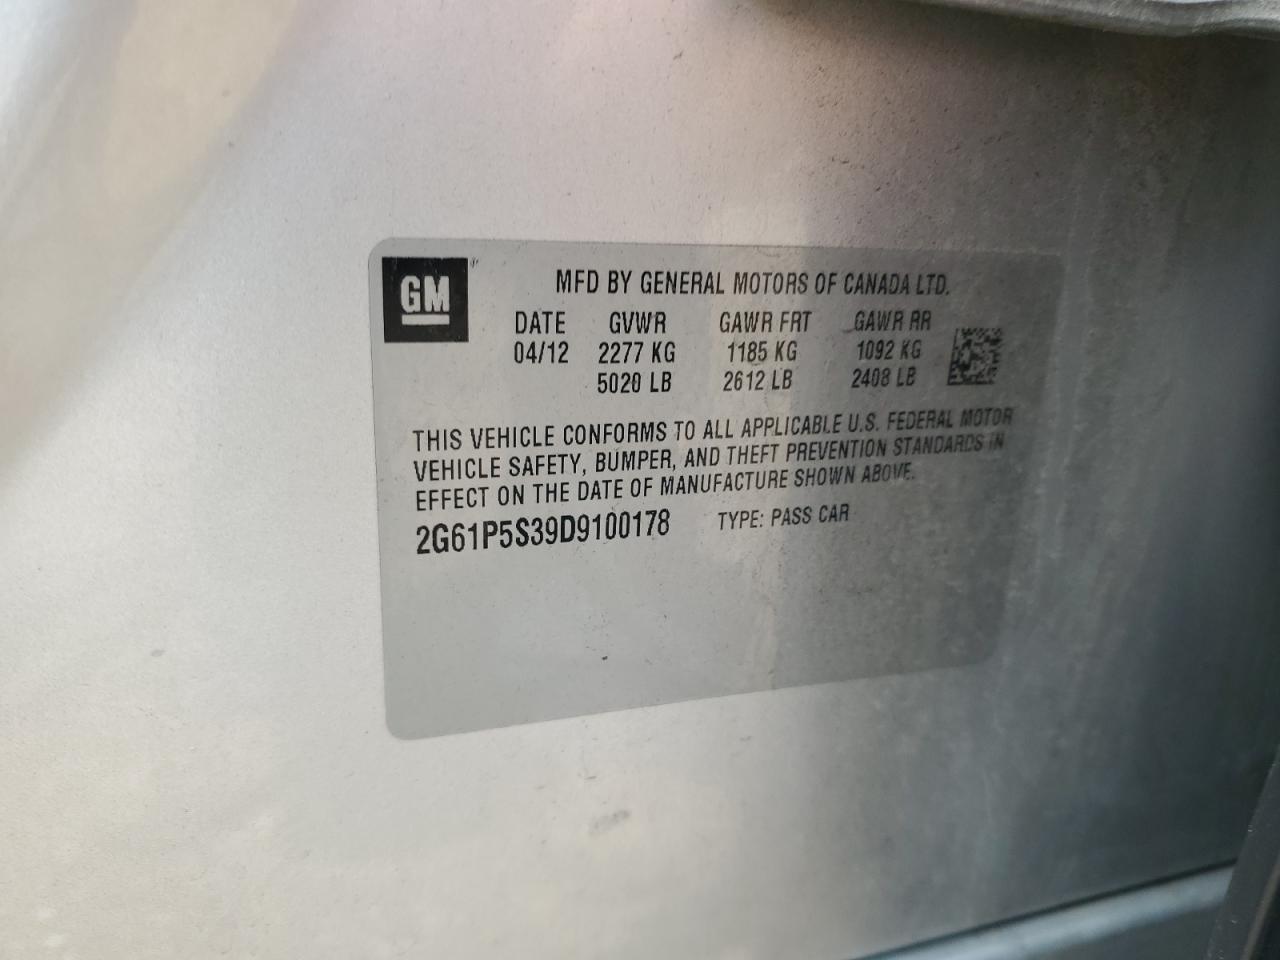 GM
MFD BY GENERAL MOTORS OF CANADA LTD.
DATE GVWR GAWR FRT GAWR RR
04/12 2277 KG 1185 KG 1092 KG
5020 LB 2612 LB 2408 LB
THIS VEHICLE CONFORMS TO ALL APPLICABLE U.S. FEDERAL MOTOR
VEHICLE SAFETY, BUMPER, AND THEFT PREVENTION STANDARDS IN
EFFECT ON THE DATE OF MANUFACTURE SHOWN ABOVE.
2G61P5S39D9100178 TYPE: PASS CAR